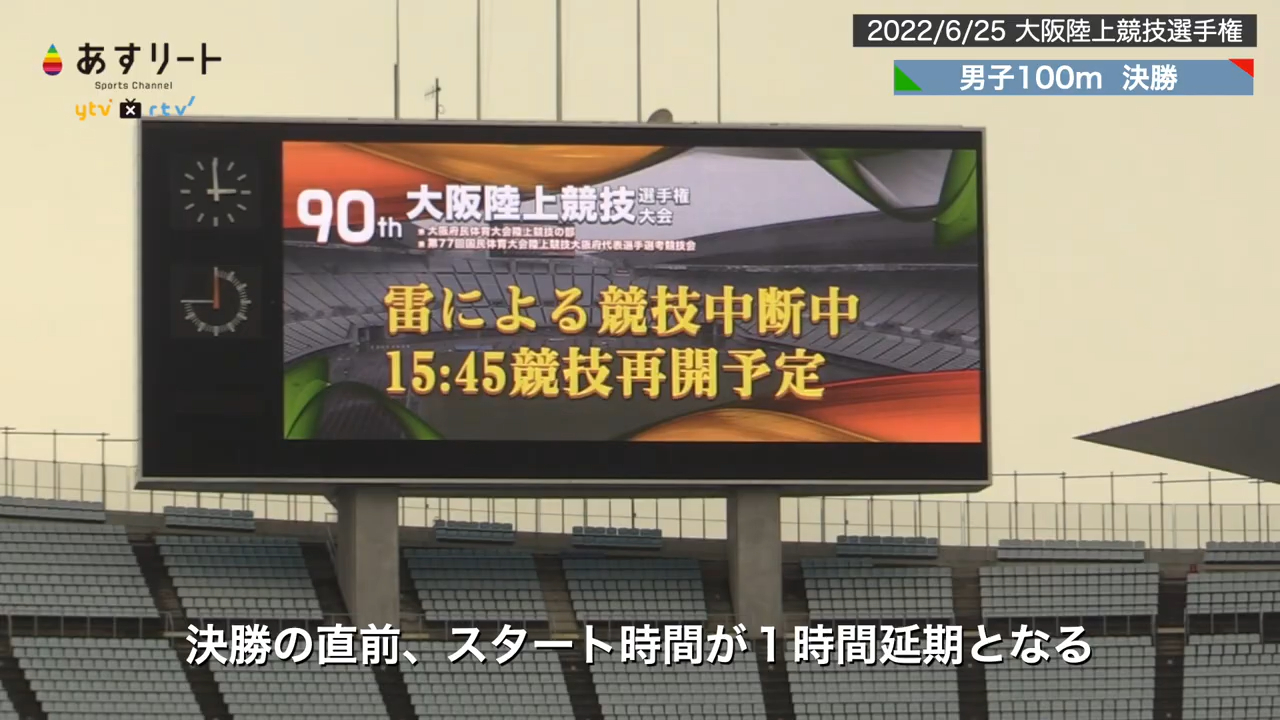 あすリート
Sports Channel
ytv rtv
2022/6/25 大阪陸上競技選手権
男子100m 決勝
90th 大阪陸上競技選手権大会
大阪府民体育大会陸上競技の部
第77回国民体育大会陸上競技大阪府代表選手選考競技会
雷による競技中断中
15:45競技再開予定
決勝の直前、スタート時間が１時間延期となる